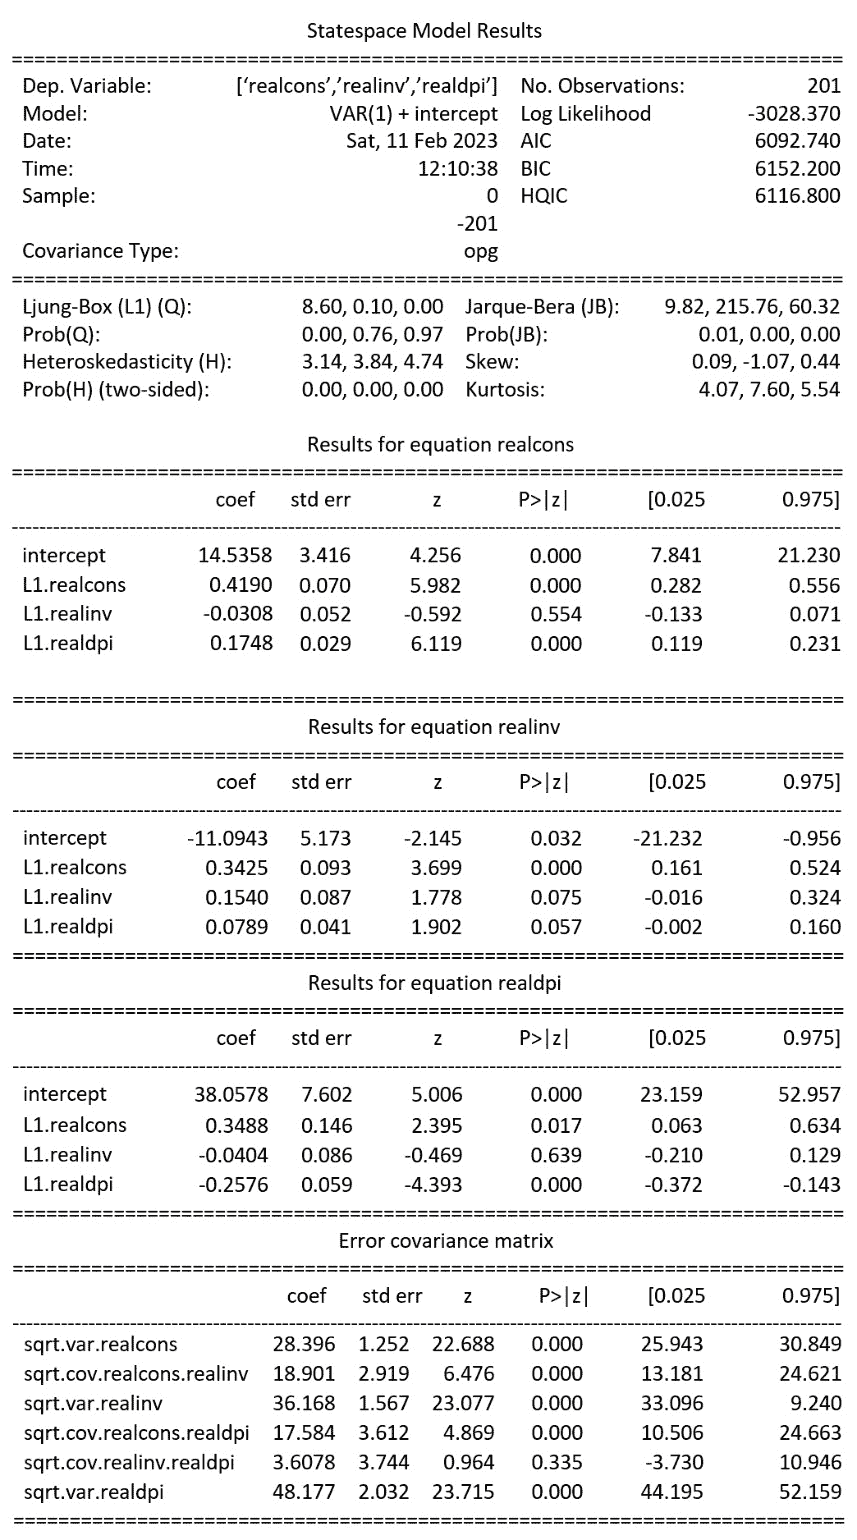 Statespace Model Results
==========================================================================
Dep. Variable: [‘realcons’,’realinv’,’realdpi’] No. Observations: 201
Model: VAR(1) + intercept Log Likelihood -3028.370
Date: Sat, 11 Feb 2023 AIC 6092.740
Time: 12:10:38 BIC 6152.200
Sample: 0 HQIC 6116.800
-201
Covariance Type: opg
==========================================================================
Ljung-Box (L1) (Q): 8.60, 0.10, 0.00 Jarque-Bera (JB): 9.82, 215.76, 60.32
Prob(Q): 0.00, 0.76, 0.97 Prob(JB): 0.01, 0.00, 0.00
Heteroskedasticity (H): 3.14, 3.84, 4.74 Skew: 0.09, -1.07, 0.44
Prob(H) (two-sided): 0.00, 0.00, 0.00 Kurtosis: 4.07, 7.60, 5.54
Results for equation realcons
==========================================================================
coef std err z P>|z| [0.025 0.975]
--------------------------------------------------------------------------
intercept 14.5358 3.416 4.256 0.000 7.841 21.230
L1.realcons 0.4190 0.070 5.982 0.000 0.282 0.556
L1.realinv -0.0308 0.052 -0.592 0.554 -0.133 0.071
L1.realdpi 0.1748 0.029 6.119 0.000 0.119 0.231
==========================================================================
Results for equation realinv
==========================================================================
coef std err z P>|z| [0.025 0.975]
--------------------------------------------------------------------------
intercept -11.0943 5.173 -2.145 0.032 -21.232 -0.956
L1.realcons 0.3425 0.093 3.699 0.000 0.161 0.524
L1.realinv 0.1540 0.087 1.778 0.075 -0.016 0.324
L1.realdpi 0.0789 0.041 1.902 0.057 -0.002 0.160
==========================================================================
Results for equation realdpi
==========================================================================
coef std err z P>|z| [0.025 0.975]
--------------------------------------------------------------------------
intercept 38.0578 7.602 5.006 0.000 23.159 52.957
L1.realcons 0.3488 0.146 2.395 0.017 0.063 0.634
L1.realinv -0.0404 0.086 -0.469 0.639 -0.210 0.129
L1.realdpi -0.2576 0.059 -4.393 0.000 -0.372 -0.143
==========================================================================
Error covariance matrix
==========================================================================
coef std err z P>|z| [0.025 0.975]
--------------------------------------------------------------------------
sqrt.var.realcons 28.396 1.252 22.688 0.000 25.943 30.849
sqrt.cov.realcons.realinv 18.901 2.919 6.476 0.000 13.181 24.621
sqrt.var.realinv 36.168 1.567 23.077 0.000 33.096 9.240
sqrt.cov.realcons.realdpi 17.584 3.612 4.869 0.000 10.506 24.663
sqrt.cov.realinv.realdpi 3.6078 3.744 0.964 0.335 -3.730 10.946
sqrt.var.realdpi 48.177 2.032 23.715 0.000 44.195 52.159
==========================================================================